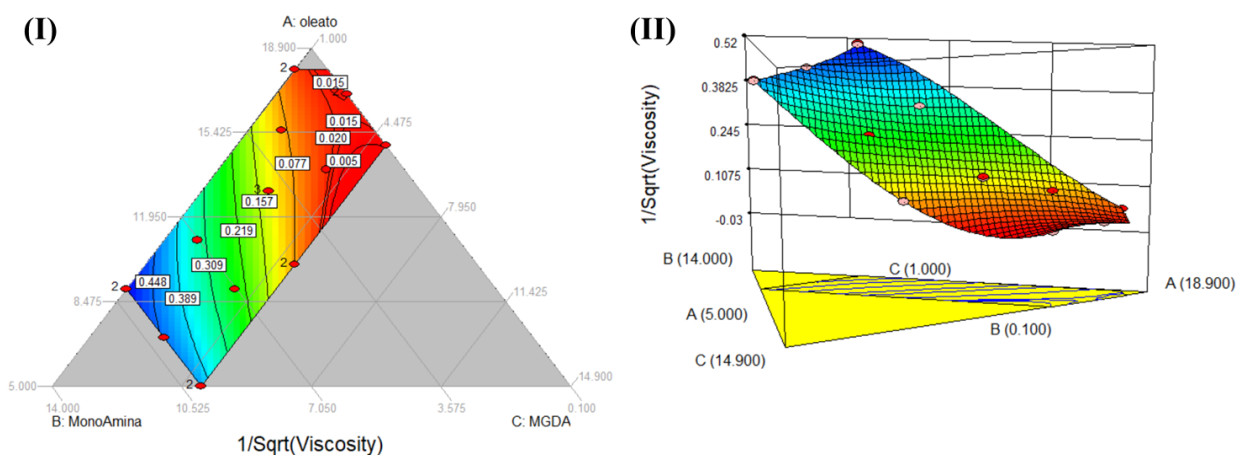 (I)
A: oleato
18.900
1.000
2
0.015
15.425
0.015
4.475
0.020
0.077
0.005
3
0.157
11.950
7.950
0.219
2
0.309
2
0.448
8.475
0.389
11.425
2
5.000
14.900
14.000
10.525
7.050
3.575
0.100
B: MonoAmina
C: MGDA
1/Sqrt(Viscosity)
(II)
0.52
0.3825
0.245
0.1075
-0.03
1/Sqrt(Viscosity)
B (14.000)
C (1.000)
A (18.900)
A (5.000)
B (0.100)
C (14.900)